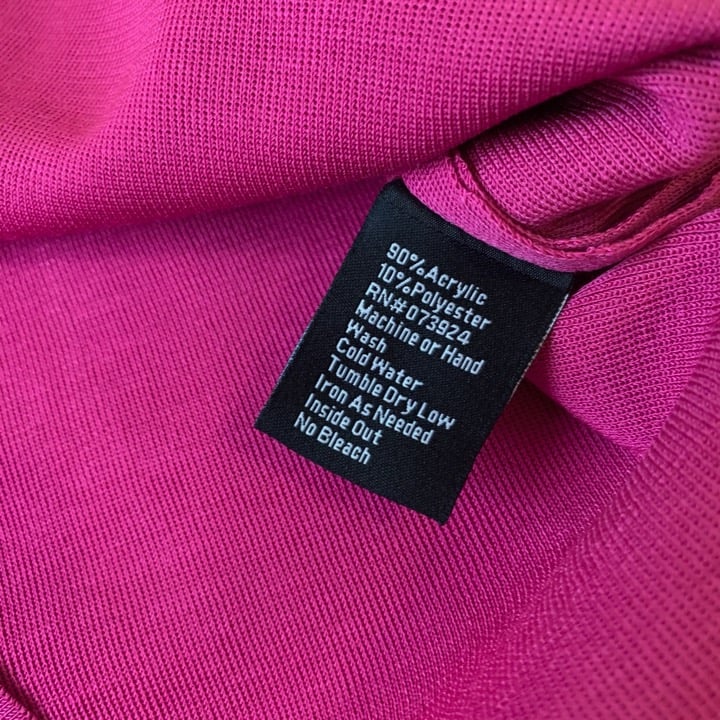 90% Acrylic
10% Polyester
RN# 073924
Machine or Hand
Wash
Cold Water
Tumble Dry Low
Iron As Needed
Inside Out
No Bleach